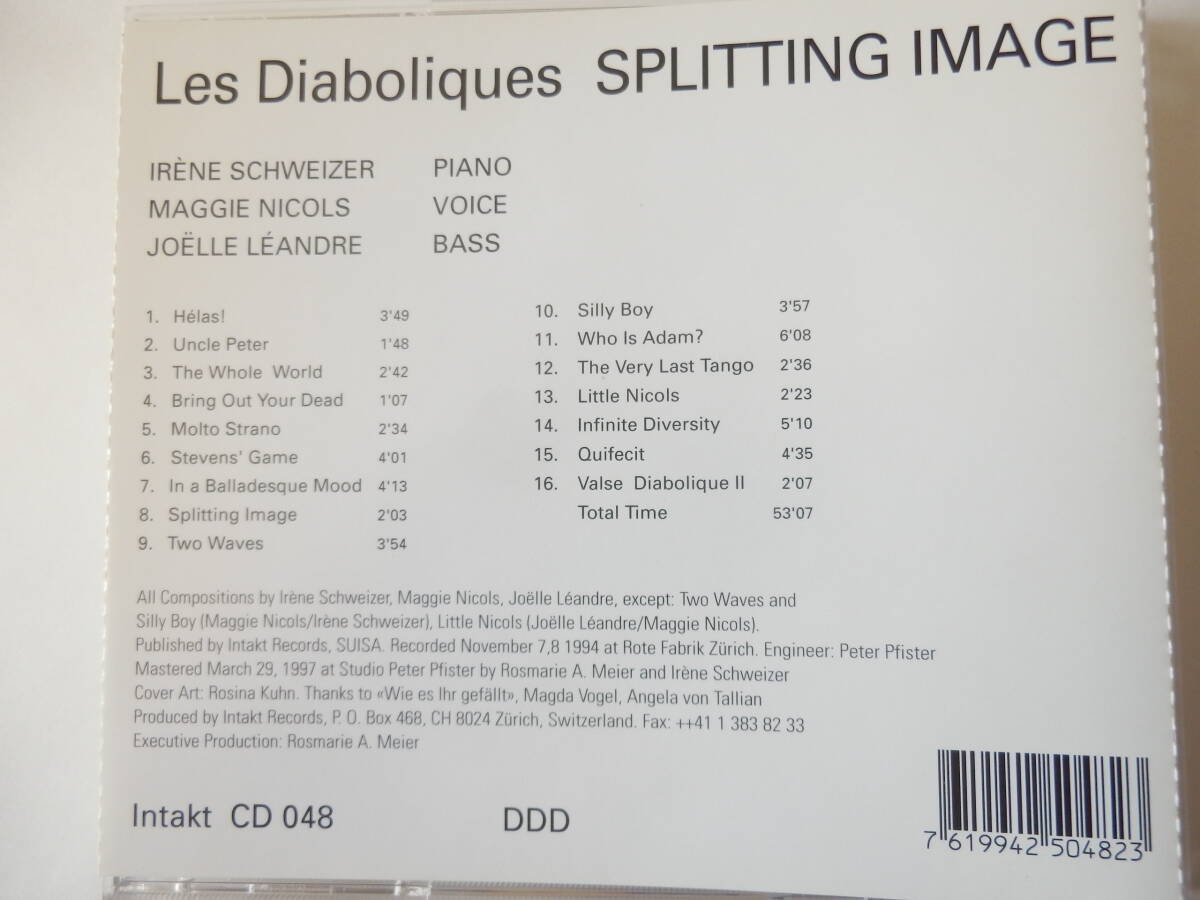 Les Diaboliques SPLITTING IMAGE
IRÈNE SCHWEIZER PIANO
MAGGIE NICOLS VOICE
JOËLLE LÉANDRE BASS
1. Hélas! 3'49
2. Uncle Peter 1'48
3. The Whole World 2'42
4. Bring Out Your Dead 1'07
5. Molto Strano 2'34
6. Stevens' Game 4'01
7. In a Balladesque Mood 4'13
8. Splitting Image 2'03
9. Two Waves 3'54
10. Silly Boy 3'57
11. Who Is Adam? 6'08
12. The Very Last Tango 2'36
13. Little Nicols 2'23
14. Infinite Diversity 5'10
15. Quifecit 4'35
16. Valse Diabolique II 2'07
Total Time 53'07
All Compositions by Irène Schweizer, Maggie Nicols, Joëlle Léandre, except: Two Waves and
Silly Boy (Maggie Nicols/Irène Schweizer), Little Nicols (Joëlle Léandre/Maggie Nicols).
Published by Intakt Records, SUISA. Recorded November 7,8 1994 at Rote Fabrik Zürich. Engineer: Peter Pfister
Mastered March 29, 1997 at Studio Peter Pfister by Rosmarie A. Meier and Irène Schweizer
Cover Art: Rosina Kuhn. Thanks to «Wie es Ihr gefällt», Magda Vogel, Angela von Tallian
Produced by Intakt Records, P. O. Box 468, CH 8024 Zürich, Switzerland. Fax: ++41 1 383 82 33
Executive Production: Rosmarie A. Meier
Intakt CD 048 DDD
7 619942 504823